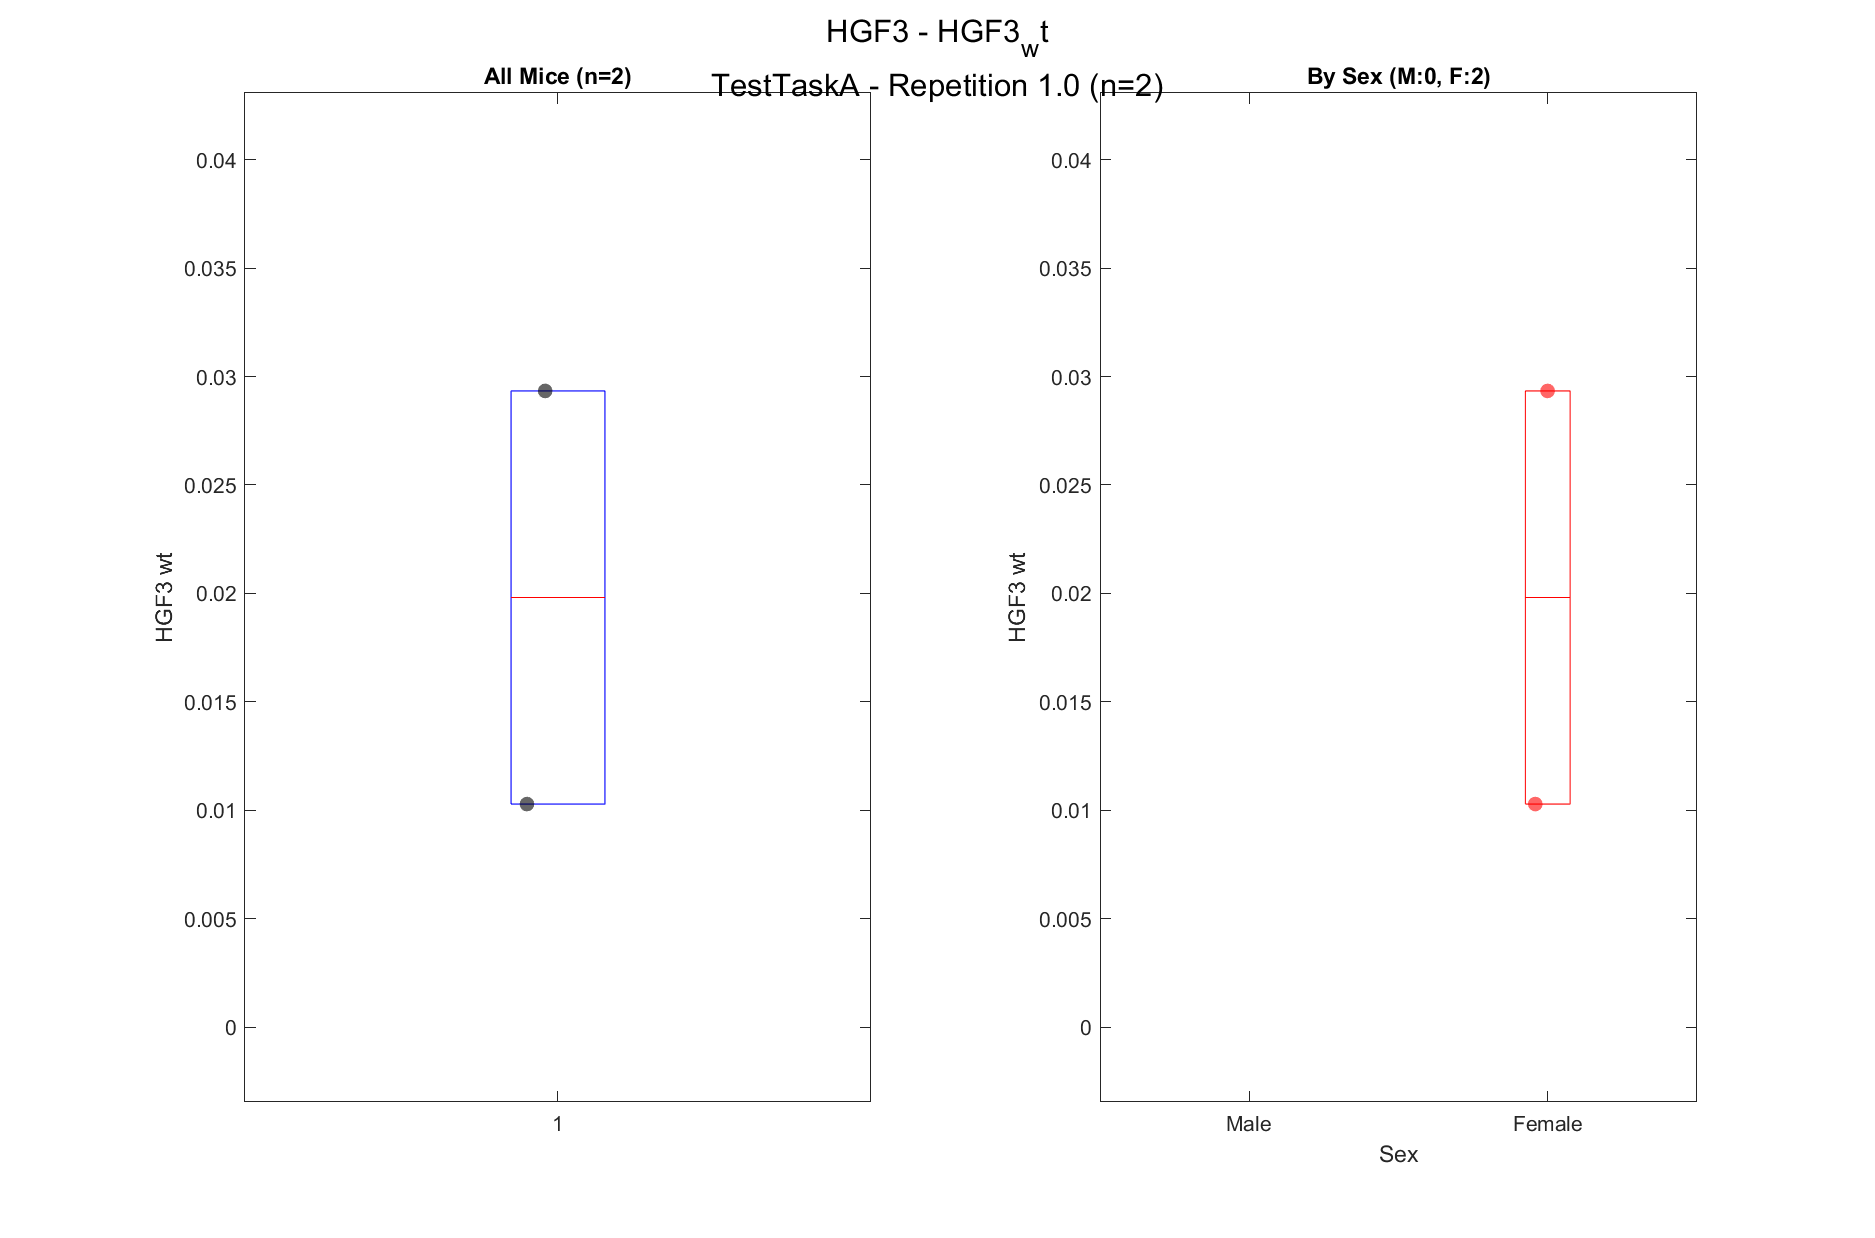 HGF3 - HGF3wt
TestTaskA - Repetition 1.0 (n=2)
All Mice (n=2)
HGF3 wt
0.04
0.035
0.03
0.025
0.02
0.015
0.01
0.005
0
1
By Sex (M:0, F:2)
HGF3 wt
0.04
0.035
0.03
0.025
0.02
0.015
0.01
0.005
0
Male Female
Sex